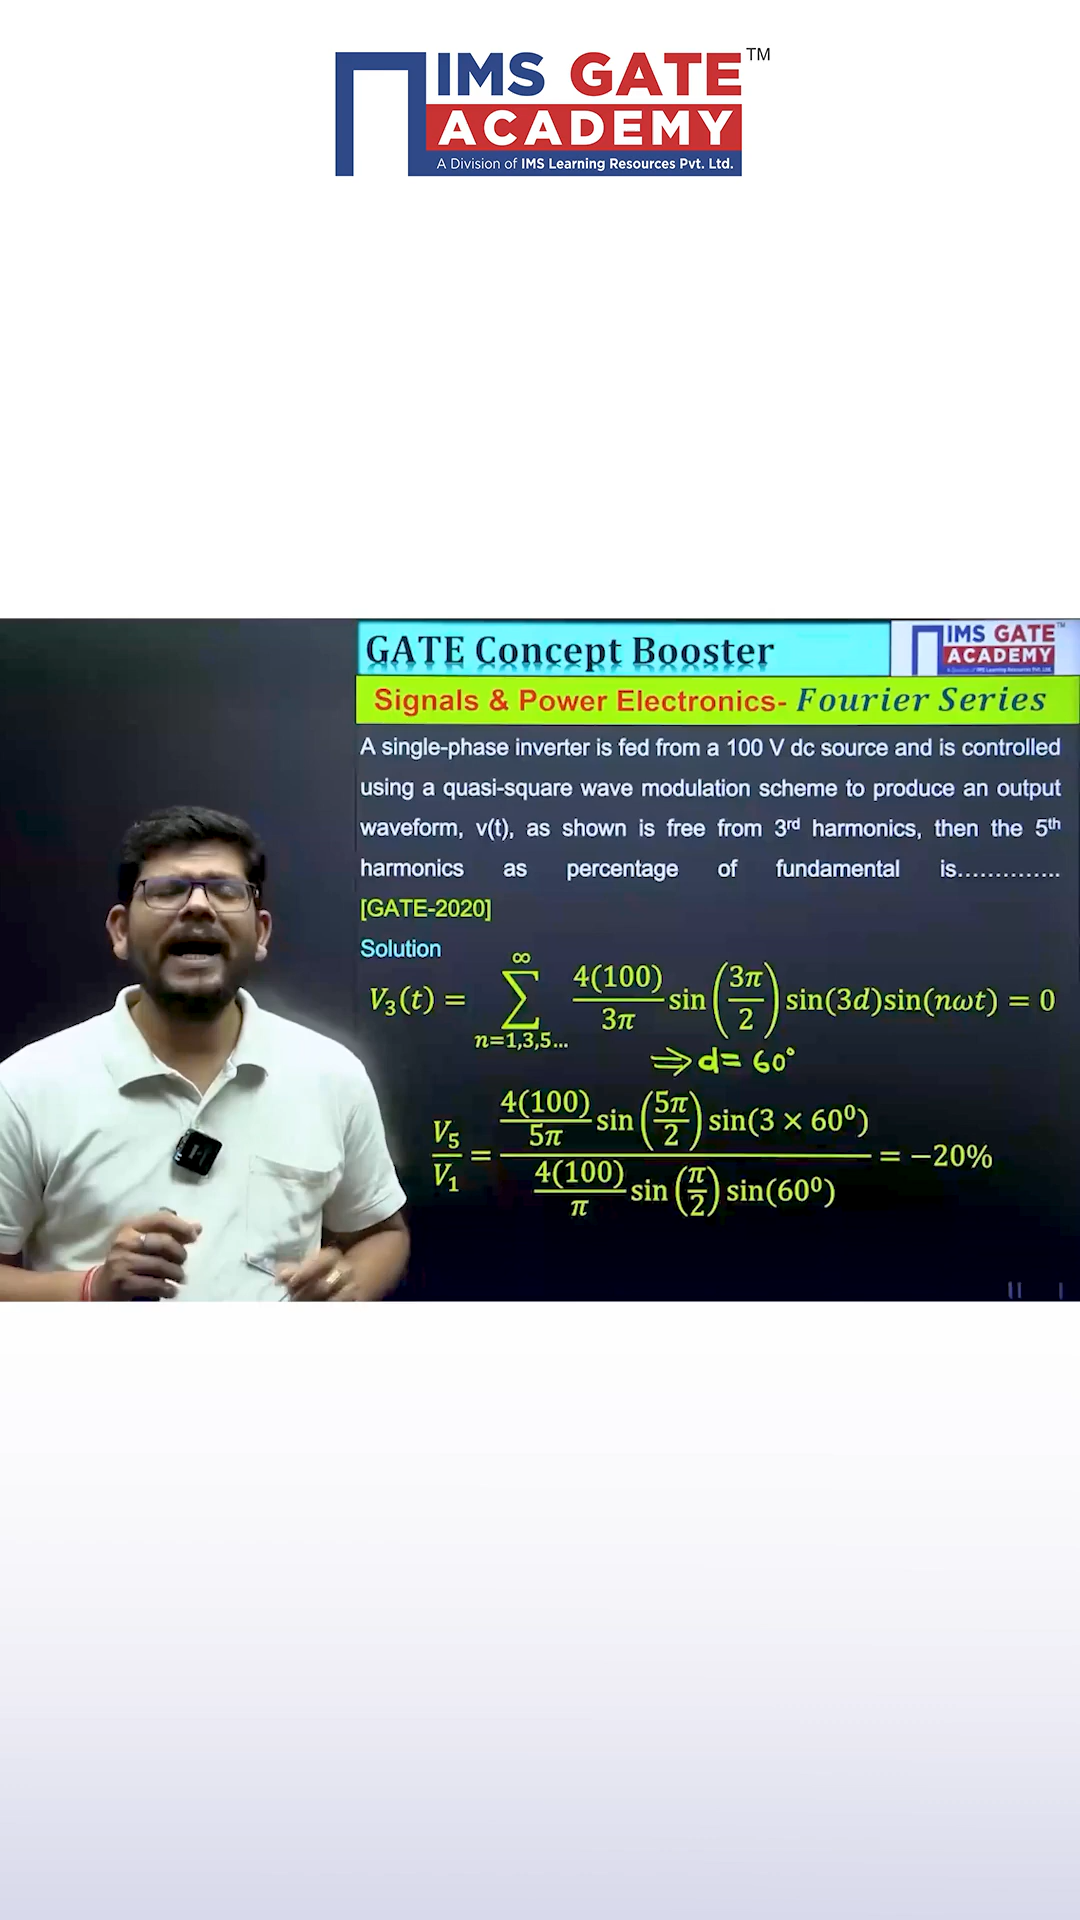 IMS GATE™
ACADEMY
A Division of IMS Learning Resources Pvt. Ltd.
GATE Concept Booster
IMS GATE™
ACADEMY
Signals & Power Electronics- Fourier Series
A single-phase inverter is fed from a 100 V dc source and is controlled
using a quasi-square wave modulation scheme to produce an output
waveform, v(t), as shown is free from 3rd harmonics, then the 5th
harmonics as percentage of fundamental is..............
[GATE-2020]
Solution
V₃(t) = ∑_{n=1,3,5...}^{∞} 4(100)/3π sin(3π/2) sin(3d)sin(nωt) = 0
⇒ d= 60°
V₅/V₁ = (4(100)/5π sin(5π/2) sin(3 × 60⁰))/(4(100)/π sin(π/2) sin(60⁰)) = −20%